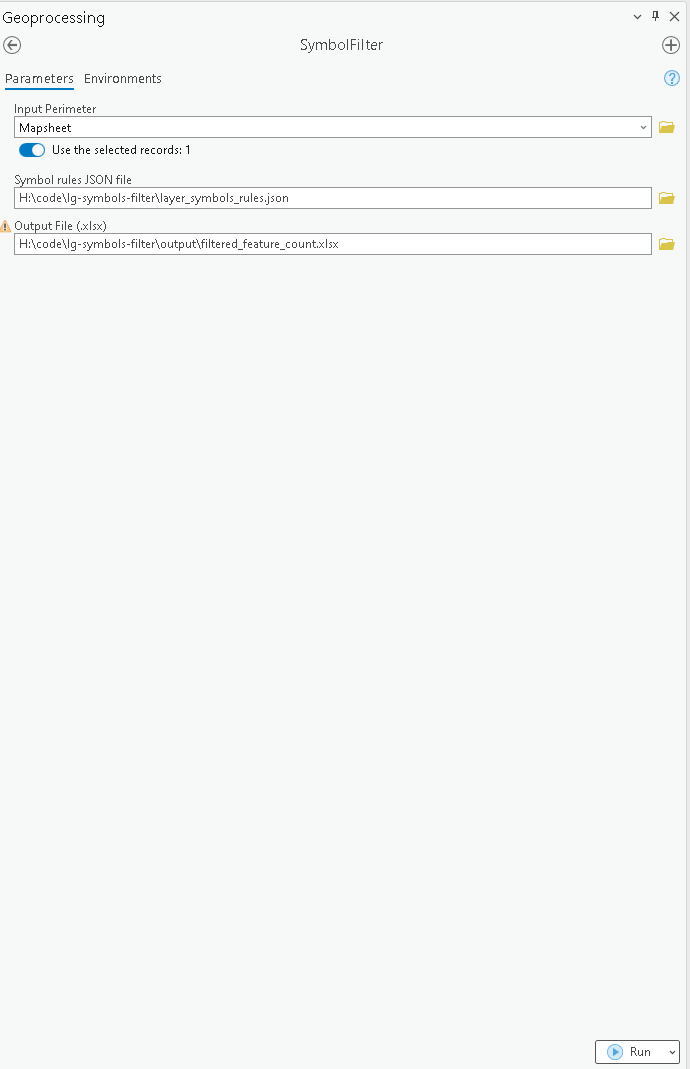 Geoprocessing
SymbolFilter
Parameters Environments
Input Perimeter
Mapsheet
Use the selected records: 1
Symbol rules JSON file
H:\code\lg-symbols-filter\layer_symbols_rules.json
Output File (.xlsx)
H:\code\lg-symbols-filter\output\filtered_feature_count.xlsx
Run